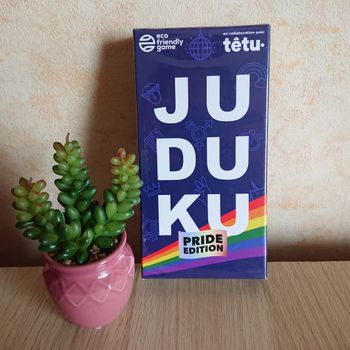 eco
friendly
game
en collaboration avec
têtu·
JU
DU
KU
PRIDE
EDITION